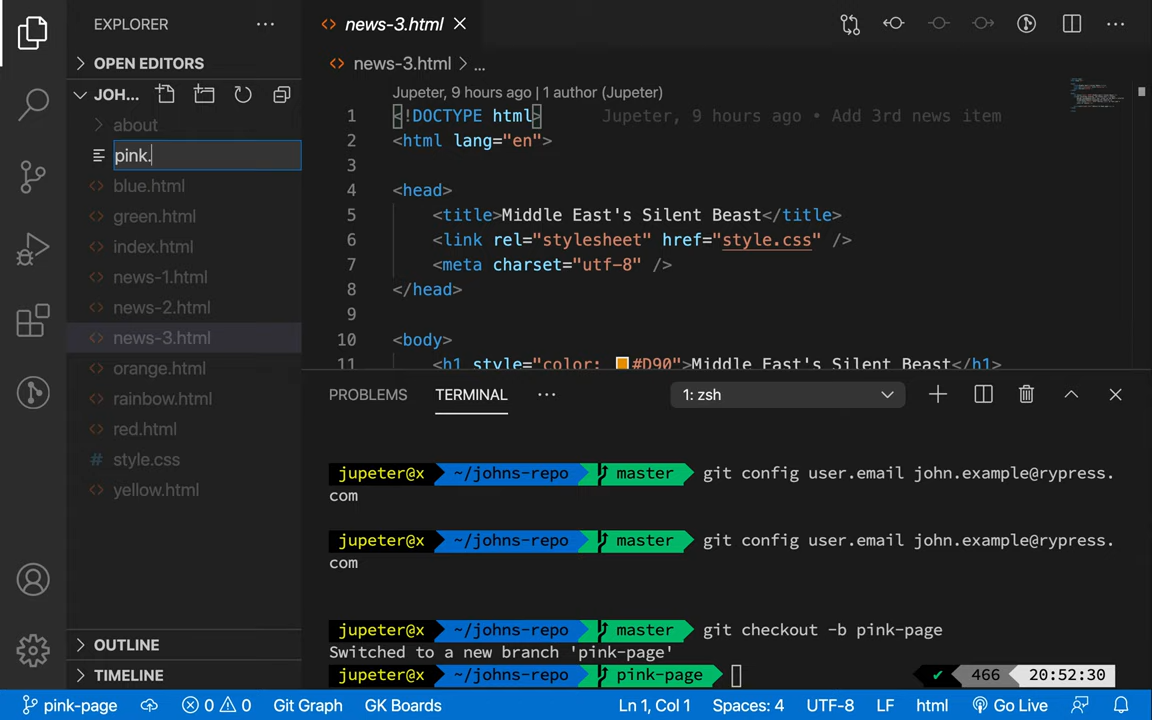 EXPLORER
OPEN EDITORS
JOH...
about
pink.
blue.html
green.html
index.html
news-1.html
news-2.html
news-3.html
orange.html
rainbow.html
red.html
# style.css
yellow.html
OUTLINE
TIMELINE
<> news-3.html
<> news-3.html > ...
Jupeter, 9 hours ago | 1 author (Jupeter)
1 <!DOCTYPE html> Jupeter, 9 hours ago • Add 3rd news item
2 <html lang="en">
3
4 <head>
5 <title>Middle East's Silent Beast</title>
6 <link rel="stylesheet" href="style.css" />
7 <meta charset="utf-8" />
8 </head>
9
10 <body>
11 <h1 style="color: #D90">Middle East's Silent Beast</h1>
PROBLEMS TERMINAL ... 1: zsh
jupeter@x ~/johns-repo master git config user.email john.example@rypress.
com
jupeter@x ~/johns-repo master git config user.email john.example@rypress.
com
jupeter@x ~/johns-repo master git checkout -b pink-page
Switched to a new branch 'pink-page'
jupeter@x ~/johns-repo pink-page ✔ 466 20:52:30
pink-page 0 0 Git Graph GK Boards Ln 1, Col 1 Spaces: 4 UTF-8 LF html Go Live